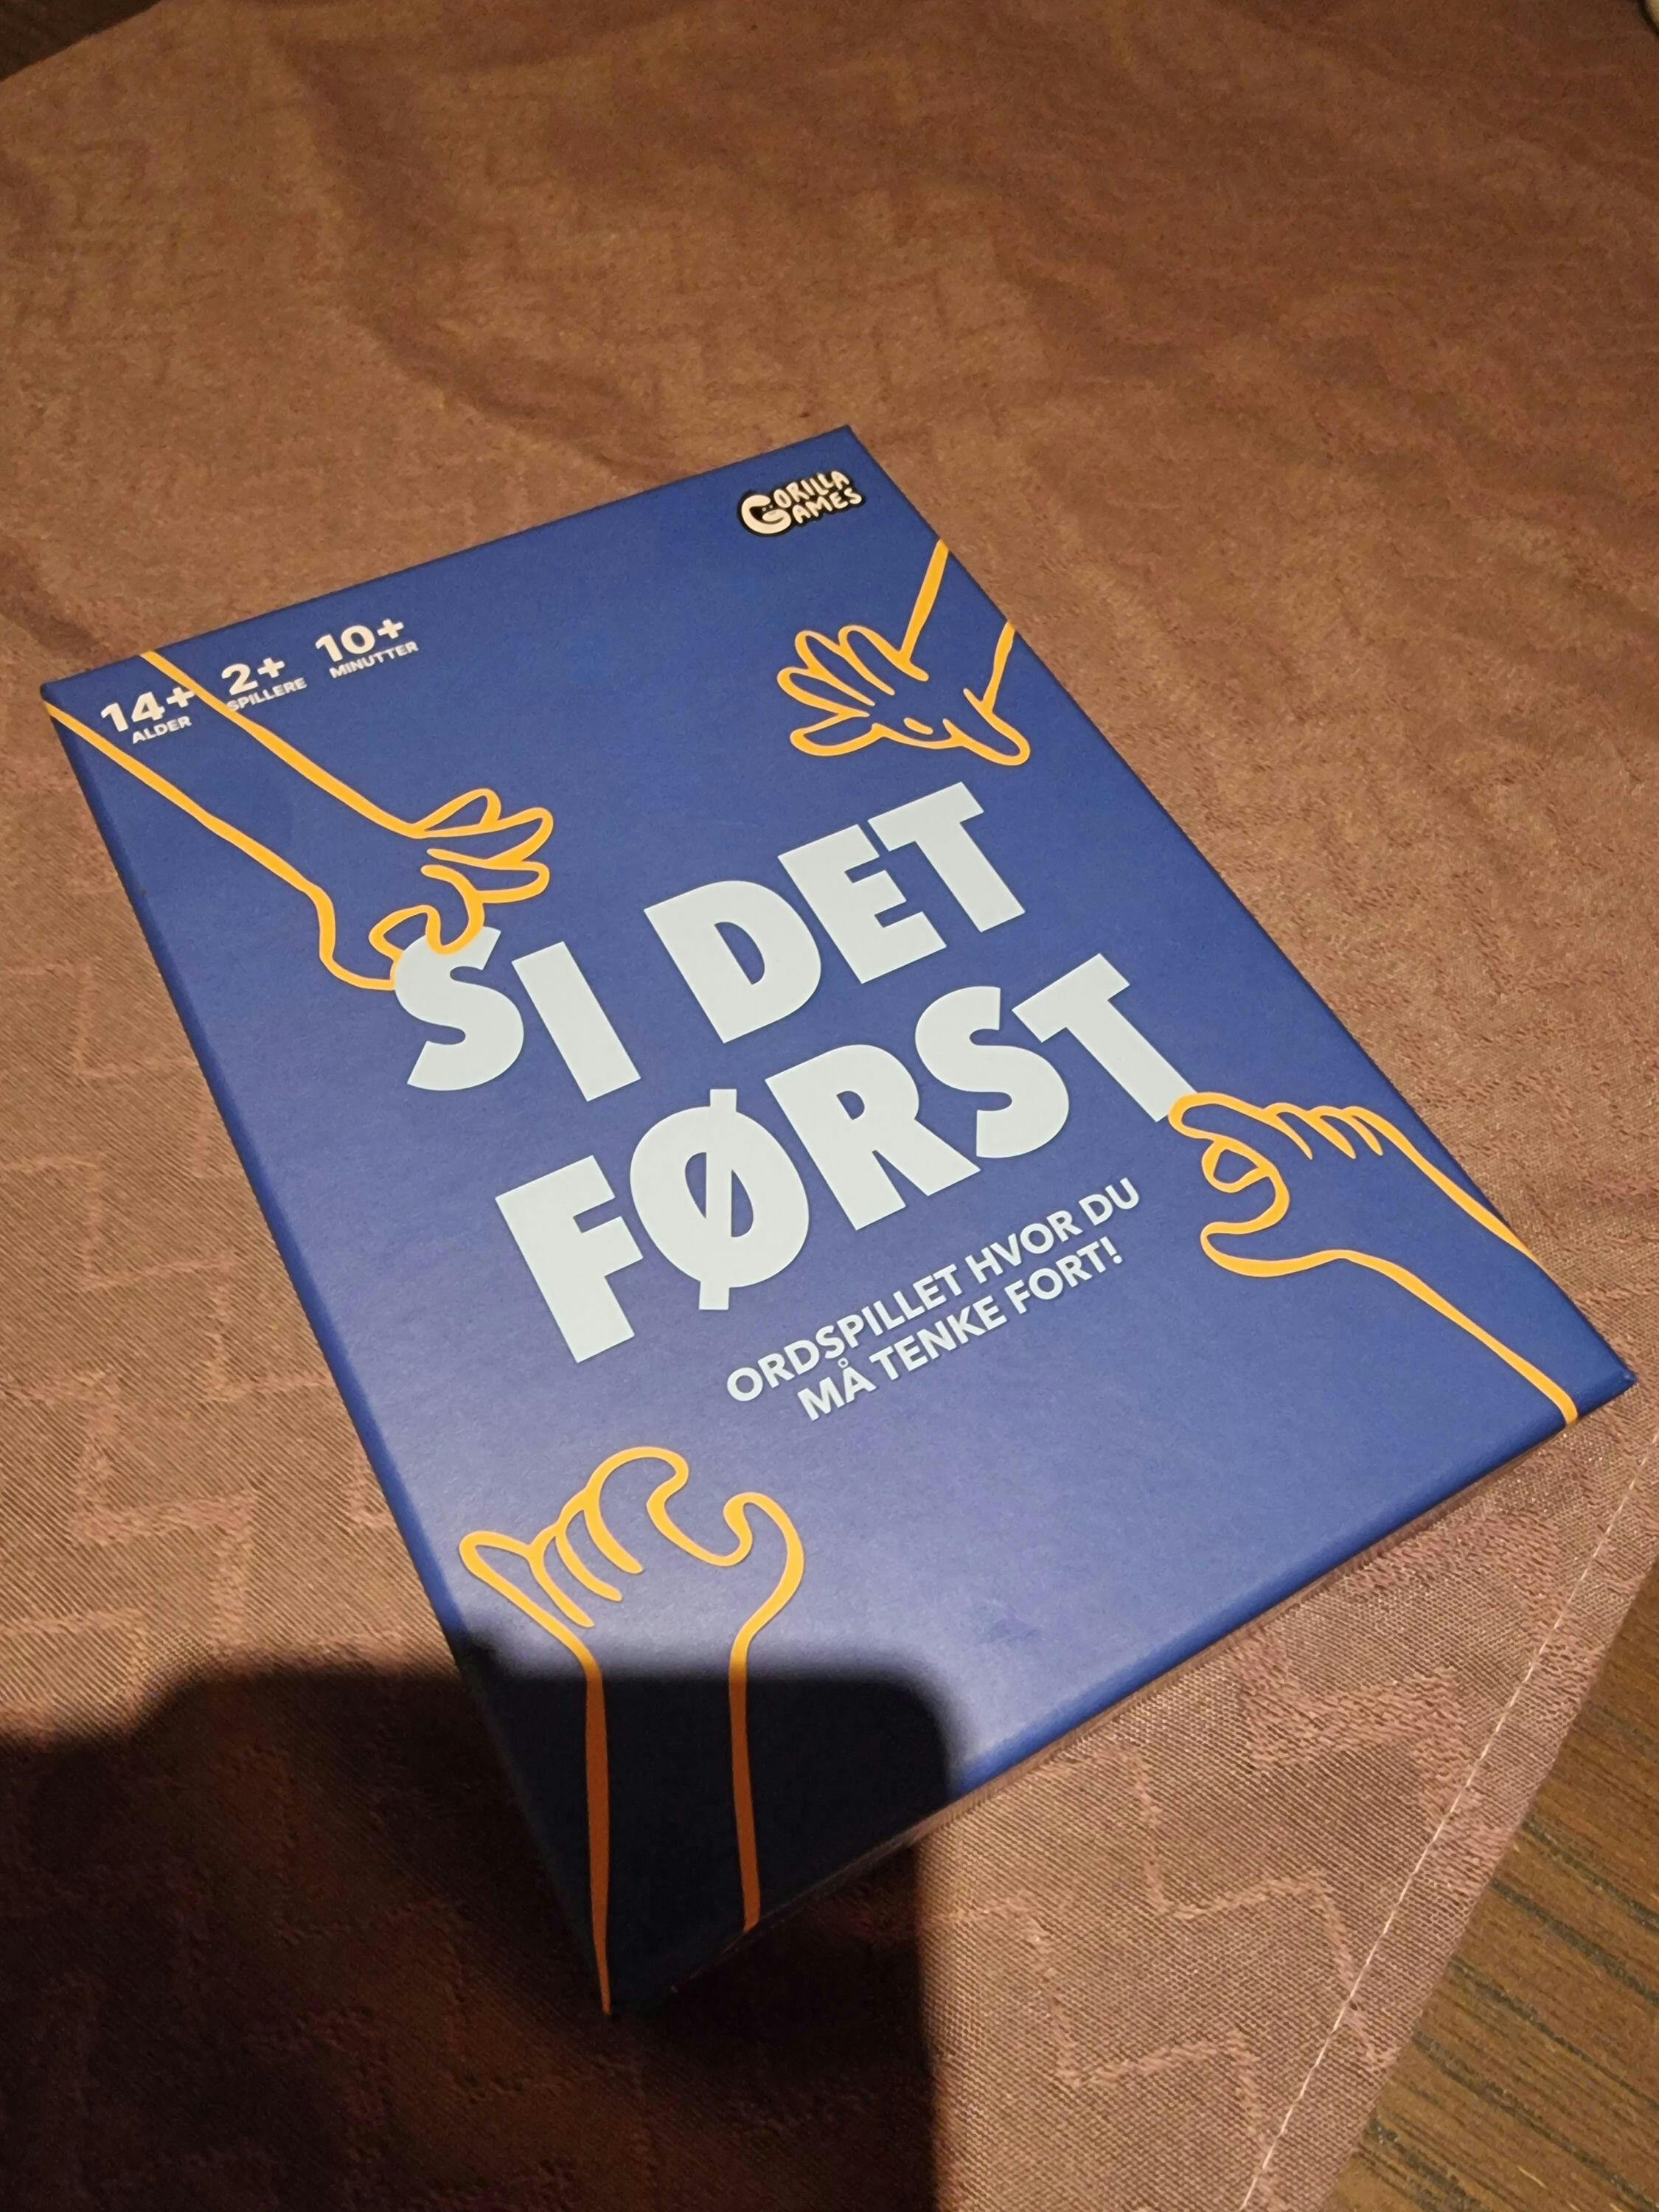 GORILLA
GAMES
14+
ALDER
2+
SPILLERE
10+
MINUTTER
SI DET
FØRST
ORDSPILLET HVOR DU
MÅ TENKE FORT!